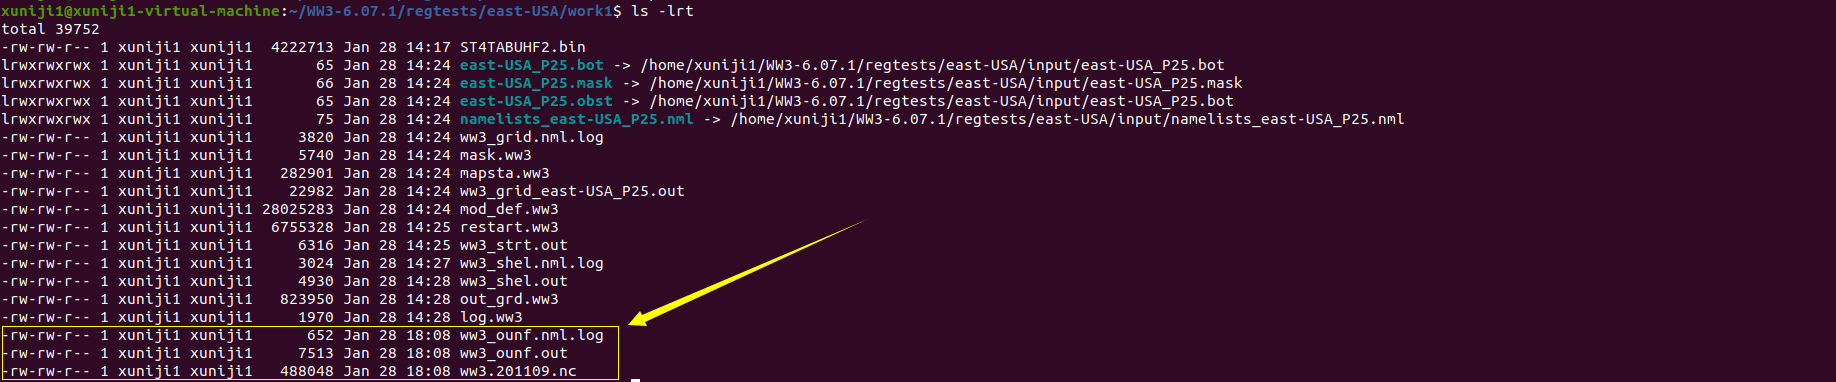 xuniji1@xuniji1-virtual-machine:~/WW3-6.07.1/regtests/east-USA/work1$ ls -lrt
total 39752
-rw-rw-r-- 1 xuniji1 xuniji1  4222713 Jan 28 14:17 ST4TABUHF2.bin
lrwxrwxrwx 1 xuniji1 xuniji1       65 Jan 28 14:24 east-USA_P25.bot -> /home/xuniji1/WW3-6.07.1/regtests/east-USA/input/east-USA_P25.bot
lrwxrwxrwx 1 xuniji1 xuniji1       66 Jan 28 14:24 east-USA_P25.mask -> /home/xuniji1/WW3-6.07.1/regtests/east-USA/input/east-USA_P25.mask
lrwxrwxrwx 1 xuniji1 xuniji1       65 Jan 28 14:24 east-USA_P25.obst -> /home/xuniji1/WW3-6.07.1/regtests/east-USA/input/east-USA_P25.bot
lrwxrwxrwx 1 xuniji1 xuniji1       75 Jan 28 14:24 namelists_east-USA_P25.nml -> /home/xuniji1/WW3-6.07.1/regtests/east-USA/input/namelists_east-USA_P25.nml
-rw-rw-r-- 1 xuniji1 xuniji1     3820 Jan 28 14:24 ww3_grid.nml.log
-rw-rw-r-- 1 xuniji1 xuniji1     5740 Jan 28 14:24 mask.ww3
-rw-rw-r-- 1 xuniji1 xuniji1   282901 Jan 28 14:24 mapsta.ww3
-rw-rw-r-- 1 xuniji1 xuniji1    22982 Jan 28 14:24 ww3_grid_east-USA_P25.out
-rw-rw-r-- 1 xuniji1 xuniji1 28025283 Jan 28 14:24 mod_def.ww3
-rw-rw-r-- 1 xuniji1 xuniji1  6755328 Jan 28 14:25 restart.ww3
-rw-rw-r-- 1 xuniji1 xuniji1     6316 Jan 28 14:25 ww3_strt.out
-rw-rw-r-- 1 xuniji1 xuniji1     3024 Jan 28 14:27 ww3_shel.nml.log
-rw-rw-r-- 1 xuniji1 xuniji1     4930 Jan 28 14:28 ww3_shel.out
-rw-rw-r-- 1 xuniji1 xuniji1   823950 Jan 28 14:28 out_grd.ww3
-rw-rw-r-- 1 xuniji1 xuniji1     1970 Jan 28 14:28 log.ww3
-rw-rw-r-- 1 xuniji1 xuniji1      652 Jan 28 18:08 ww3_ounf.nml.log
-rw-rw-r-- 1 xuniji1 xuniji1     7513 Jan 28 18:08 ww3_ounf.out
-rw-rw-r-- 1 xuniji1 xuniji1   488048 Jan 28 18:08 ww3.201109.nc